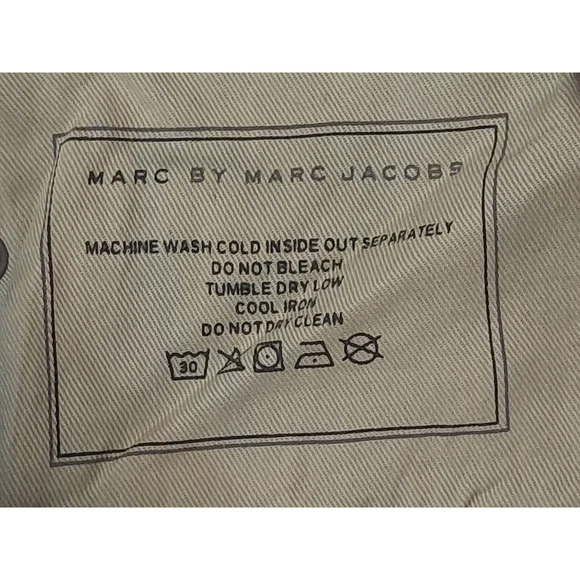 MARC BY MARC JACOBS
MACHINE WASH COLD INSIDE OUT SEPARATELY
DO NOT BLEACH
TUMBLE DRY LOW
COOL IRON
DO NOT DRY CLEAN
30